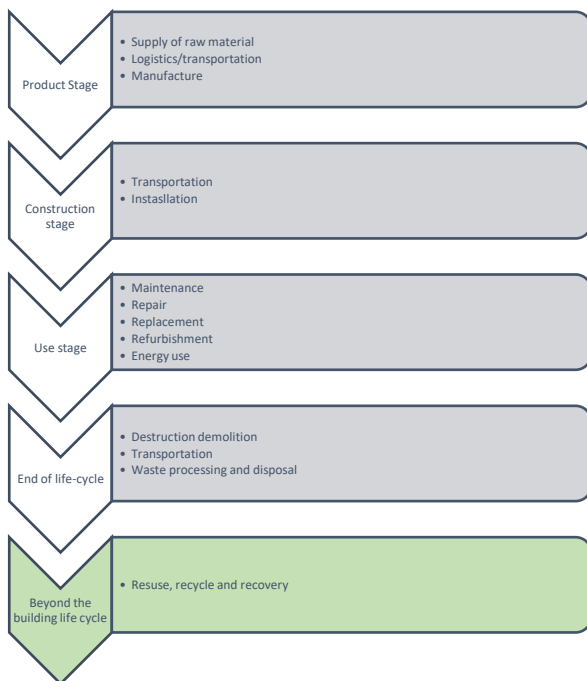 Product Stage
• Supply of raw material
• Logistics/transportation
• Manufacture
Construction
stage
• Transportation
• Instasllation
Use stage
• Maintenance
• Repair
• Replacement
• Refurbishment
• Energy use
End of life-cycle
• Destruction demolition
• Transportation
• Waste processing and disposal
Beyond the
building life cycle
• Resuse, recycle and recovery